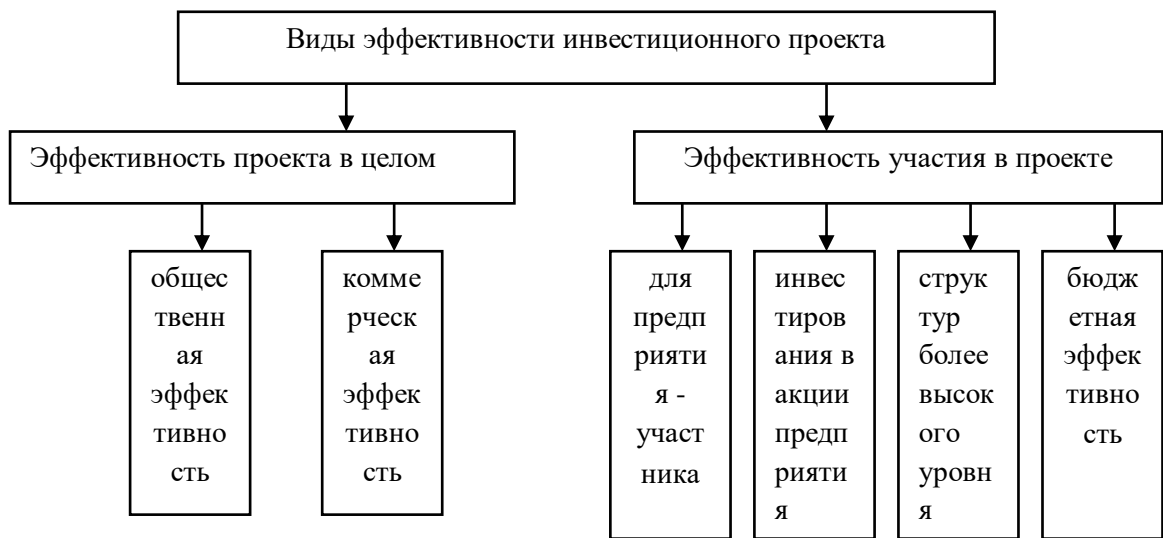 Виды эффективности инвестиционного проекта
Эффективность проекта в целом
Эффективность участия в проекте
общес
твенн
ая
эффек
тивно
сть
комме
рческ
ая
эффек
тивно
сть
для
предп
рияти
я -
участ
ника
инвес
тиров
ания в
акции
предп
рияти
я
струк
тур
более
высок
ого
уровн
я
бюдж
етная
эффек
тивно
сть